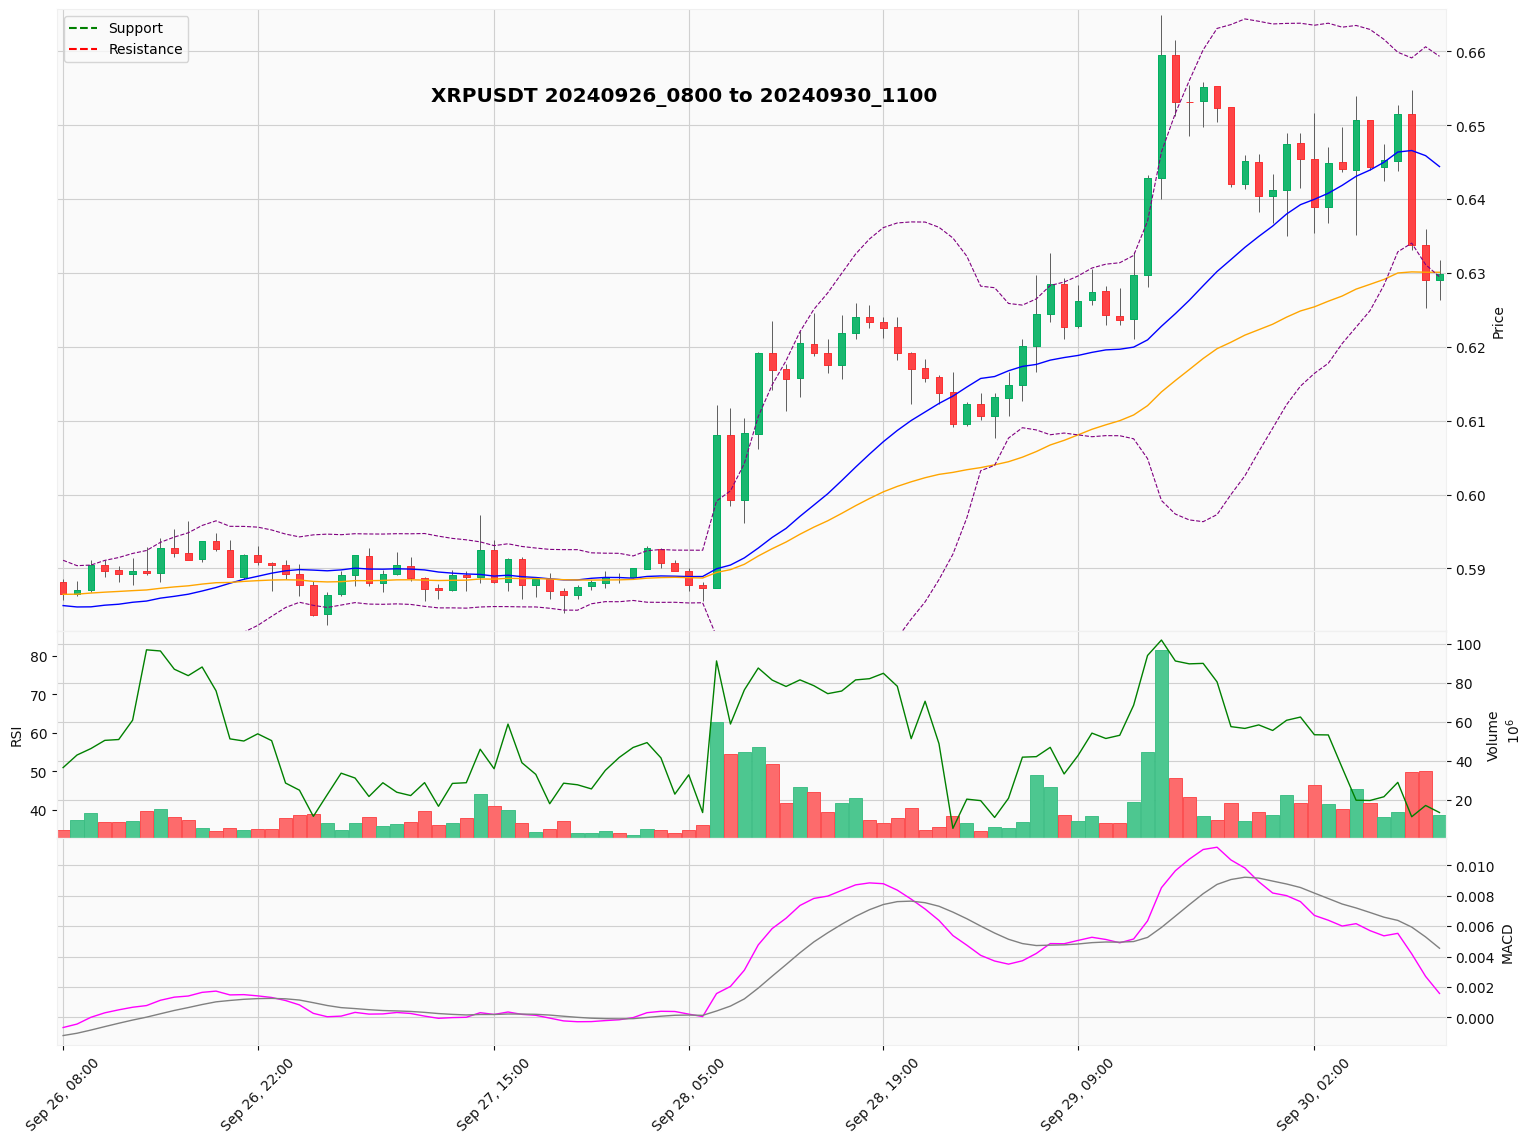 Support
Resistance
XRPUSDT 20240926_0800 to 20240930_1100
0.66
0.65
0.64
0.63
0.62
0.61
0.60
0.59
Price
80
70
60
50
40
RSI
100
80
60
40
20
Volume
10^6
0.010
0.008
0.006
0.004
0.002
0.000
MACD
Sep 26, 08:00
Sep 26, 22:00
Sep 27, 15:00
Sep 28, 05:00
Sep 28, 19:00
Sep 29, 09:00
Sep 30, 02:00